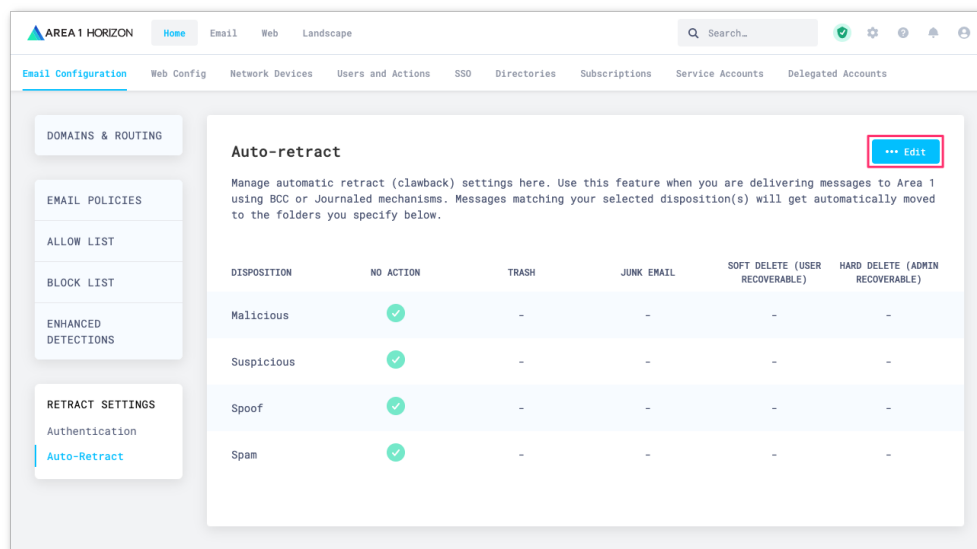 AREA 1 HORIZON Home Email Web Landscape Search...
Email Configuration Web Config Network Devices Users and Actions SSO Directories Subscriptions Service Accounts Delegated Accounts
DOMAINS & ROUTING
EMAIL POLICIES
ALLOW LIST
BLOCK LIST
ENHANCED
DETECTIONS
RETRACT SETTINGS
Authentication
Auto-Retract
Auto-retract
••• Edit
Manage automatic retract (clawback) settings here. Use this feature when you are delivering messages to Area 1
using BCC or Journaled mechanisms. Messages matching your selected disposition(s) will get automatically moved
to the folders you specify below.
DISPOSITION NO ACTION TRASH JUNK EMAIL SOFT DELETE (USER RECOVERABLE) HARD DELETE (ADMIN RECOVERABLE)
Malicious - - - -
Suspicious - - - -
Spoof - - - -
Spam - - - -